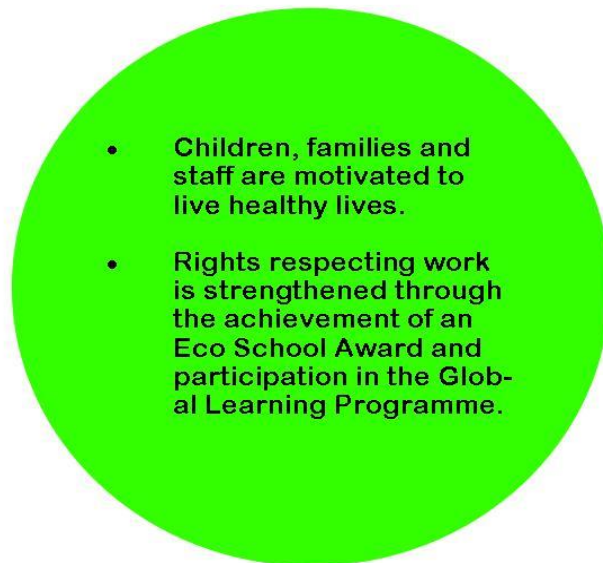 • Children, families and
staff are motivated to
live healthy lives.
• Rights respecting work
is strengthened through
the achievement of an
Eco School Award and
participation in the Glob-
al Learning Programme.